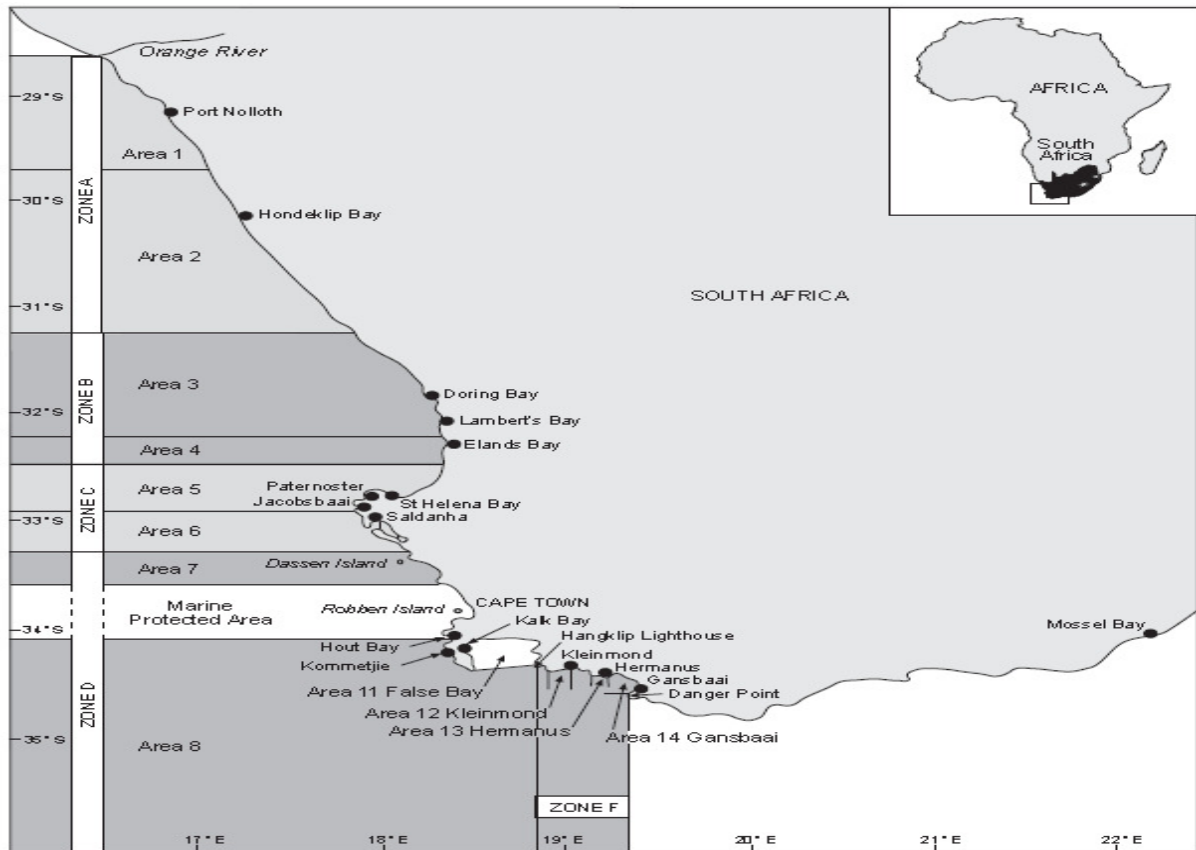 Orange River
29°S
Port Nolloth
Area 1
ZONE A
30°S
Hondeklip Bay
Area 2
31°S
AFRICA
South
Africa
SOUTH AFRICA
ZONE B
Area 3
Doring Bay
32°S
Lambert's Bay
Area 4
Elands Bay
ZONE C
Area 5
Paternoster
Jacobsbaai
St Helena Bay
Saldanha
33°S
Area 6
Area 7
Dassen Island
Marine
Protected Area
Robben Island
CAPE TOWN
34°S
Hout Bay
Kalk Bay
Kommetjie
Hangklip Lighthouse
Kleinmond
Hermanus
Gansbaai
Danger Point
Mossel Bay
Area 11 False Bay
Area 12 Kleinmond
Area 13 Hermanus
Area 14 Gansbaai
ZONE D
35°S
Area 8
ZONE F
17°E
18°E
19°E
20°E
21°E
22°E